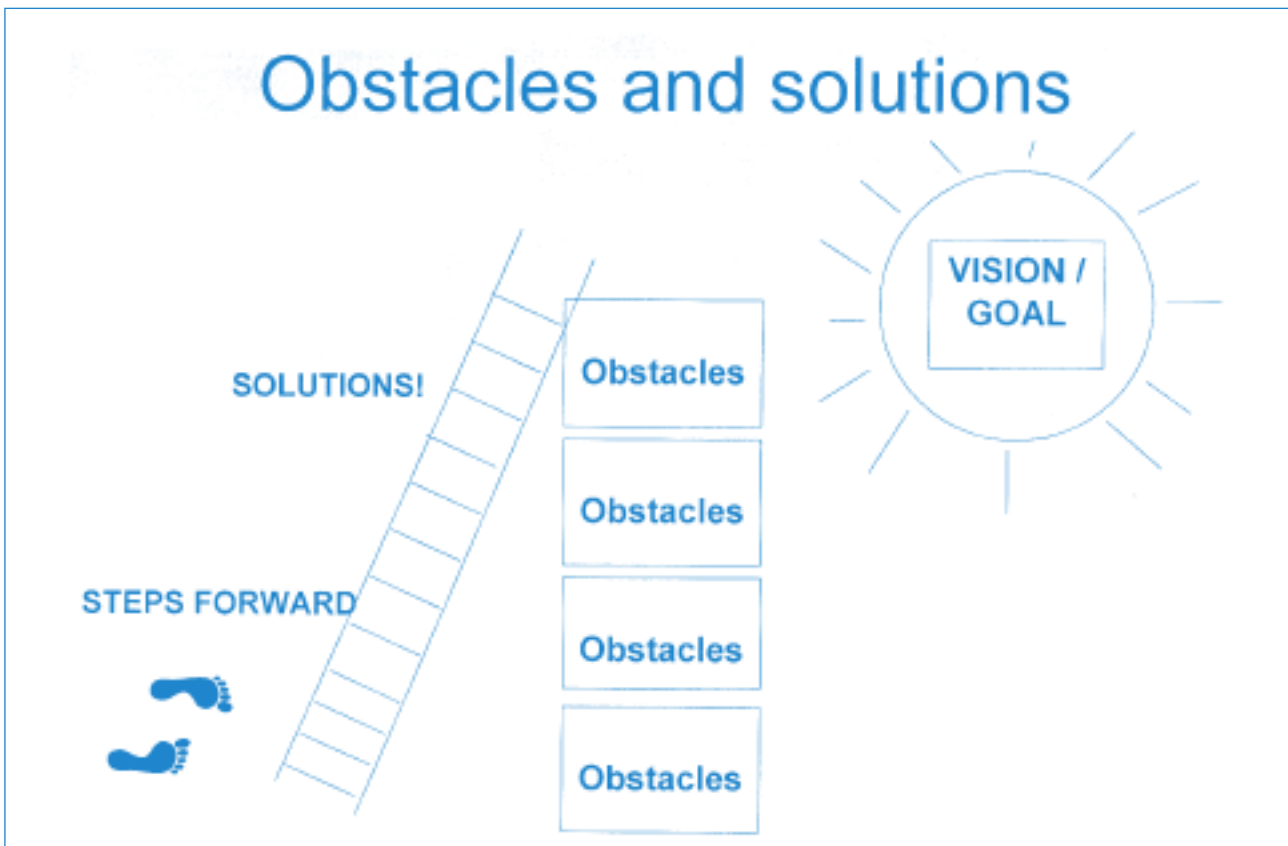 Obstacles and solutions
VISION /
GOAL
Obstacles
SOLUTIONS!
Obstacles
STEPS FORWARD
Obstacles
Obstacles